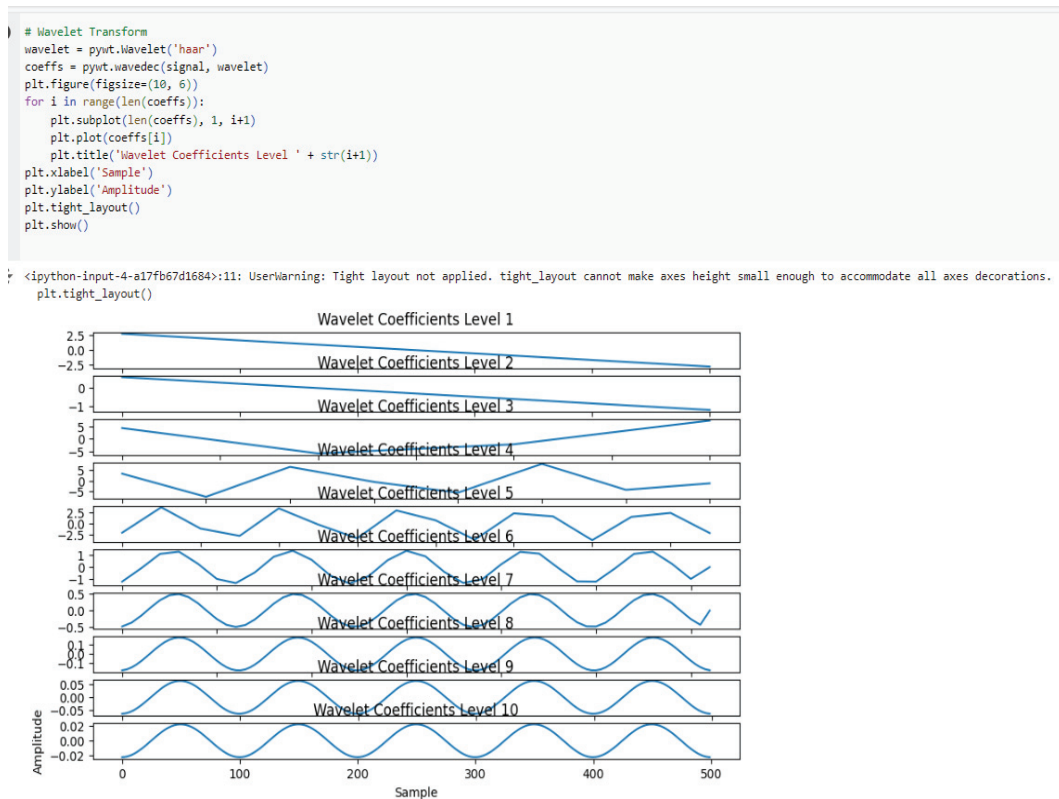 # Wavelet Transform
wavelet = pywt.Wavelet('haar')
coeffs = pywt.wavedec(signal, wavelet)
plt.figure(figsize=(10, 6))
for i in range(len(coeffs)):
    plt.subplot(len(coeffs), 1, i+1)
    plt.plot(coeffs[i])
    plt.title('Wavelet Coefficients Level ' + str(i+1))
plt.xlabel('Sample')
plt.ylabel('Amplitude')
plt.tight_layout()
plt.show()
<ipython-input-4-a17fb67d1684>:11: UserWarning: Tight layout not applied. tight_layout cannot make axes height small enough to accommodate all axes decorations.
  plt.tight_layout()
Wavelet Coefficients Level 1
2.5
0.0
−2.5
Wavelet Coefficients Level 2
0
−1
Wavelet Coefficients Level 3
5
0
−5
Wavelet Coefficients Level 4
5
0
−5
Wavelet Coefficients Level 5
2.5
0.0
−2.5
Wavelet Coefficients Level 6
1
0
−1
Wavelet Coefficients Level 7
0.5
0.0
−0.5
Wavelet Coefficients Level 8
0.1
0.0
−0.1
Wavelet Coefficients Level 9
0.05
0.00
−0.05
Wavelet Coefficients Level 10
0.02
0.00
−0.02
Amplitude
0 100 200 300 400 500
Sample